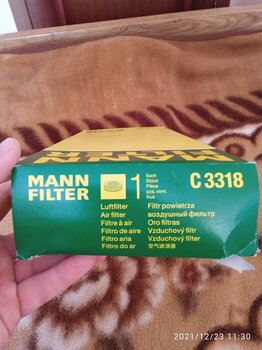 MANN
FILTER
1
Each
Stück
Pièce
pza. cont.
Kus
C 3318
Luftfilter
Air filter
Filtre à air
Filtro de aire
Filtro aria
Filtro do ar
Filtr powietrza
воздушный фильтр
Oro filtras
Vzduchový filtr
Vzduchový filter
空气滤清器
2021/12/23 11:30